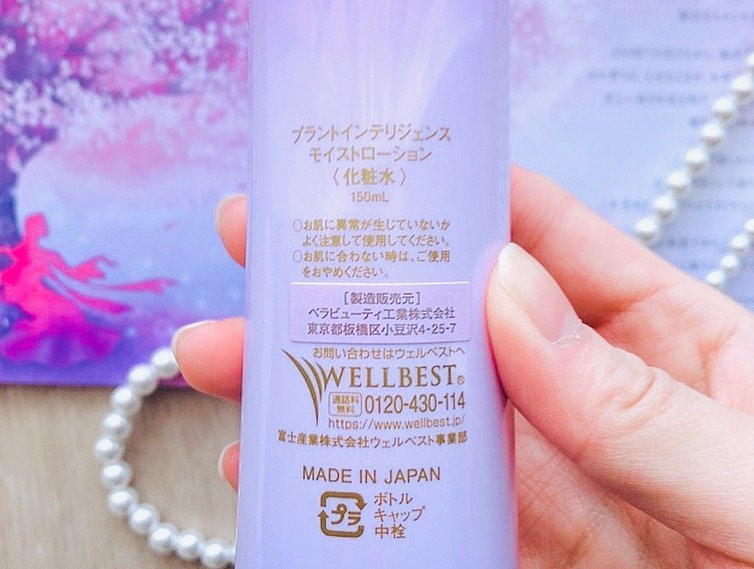 プラントインテリジェンス
モイストローション
〈化粧水〉
150mL
○お肌に異常が生じていないか
よく注意して使用してください。
○お肌に合わない時は、ご使用
をおやめください。
［製造販売元］
ベラビューティ工業株式会社
東京都板橋区小豆沢4-25-7
お問い合わせはウェルベストへ
WELLBEST®
通話料
無料 0120-430-114
https://www.wellbest.jp/
富士産業株式会社ウェルベスト事業部
MADE IN JAPAN
プラ
ボトル
キャップ
中栓